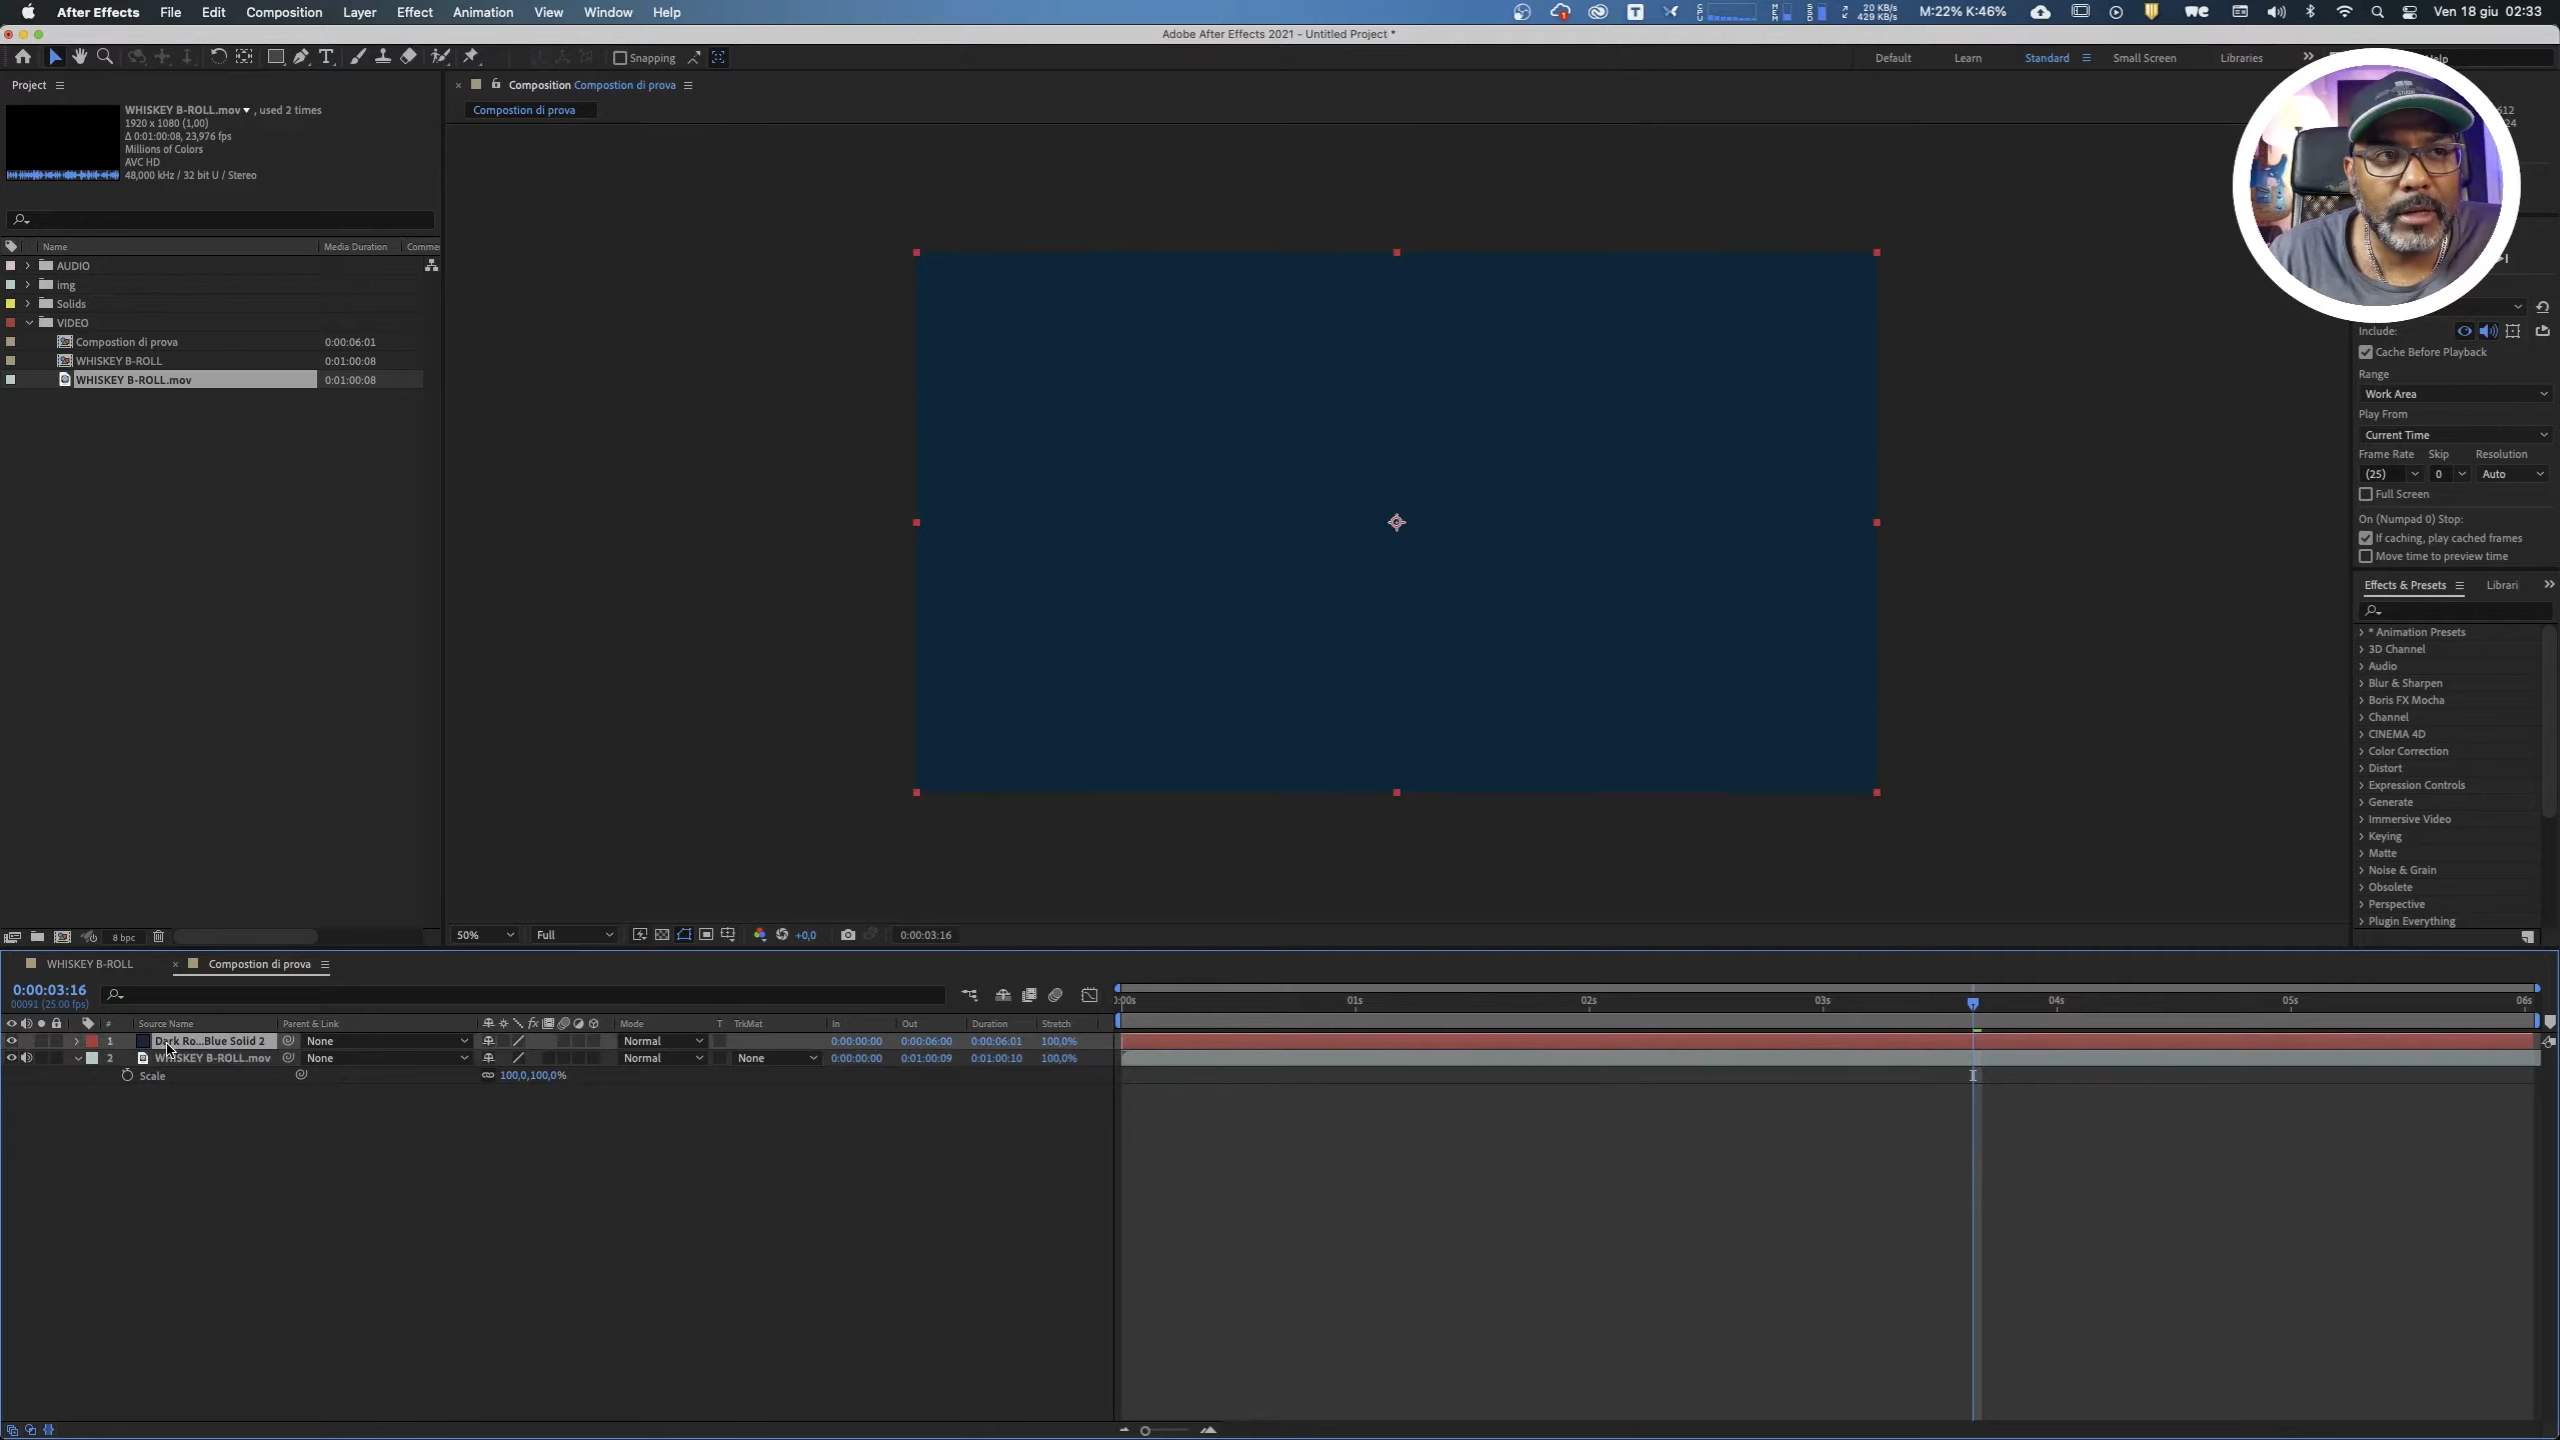 After Effects File Edit Composition Layer Effect Animation View Window Help
20 KB/s
429 KB/s
M:22% K:46%
Ven 18 giu 02:33
Adobe After Effects 2021 - Untitled Project *
Snapping
Default Learn Standard Small Screen Libraries
Project
WHISKEY B-ROLL.mov , used 2 times
1920 x 1080 (1,00)
Δ 0:01:00:08, 23,976 fps
Millions of Colors
AVC HD
48,000 kHz / 32 bit U / Stereo
Name Media Duration Comme
AUDIO
img
Solids
VIDEO
Compostion di prova 0:00:06:01
WHISKEY B-ROLL 0:01:00:08
WHISKEY B-ROLL.mov 0:01:00:08
8 bpc
Composition Compostion di prova
Compostion di prova
50% Full +0,0 0:00:03:16
Include:
Cache Before Playback
Range
Work Area
Play From
Current Time
Frame Rate Skip Resolution
(25) 0 Auto
Full Screen
On (Numpad 0) Stop:
If caching, play cached frames
Move time to preview time
Effects & Presets Librari
* Animation Presets
3D Channel
Audio
Blur & Sharpen
Boris FX Mocha
Channel
CINEMA 4D
Color Correction
Distort
Expression Controls
Generate
Immersive Video
Keying
Matte
Noise & Grain
Obsolete
Perspective
Plugin Everything
WHISKEY B-ROLL Compostion di prova
0:00:03:16
00091 (25.00 fps)
# Source Name Parent & Link fx Mode T TrkMat In Out Duration Stretch
1 Dark Ro...Blue Solid 2 None Normal 0:00:00:00 0:00:06:00 0:00:06:01 100,0%
2 WHISKEY B-ROLL.mov None Normal None 0:00:00:00 0:01:00:09 0:01:00:10 100,0%
Scale 100,0,100,0%
01s 02s 03s 04s 05s 06s